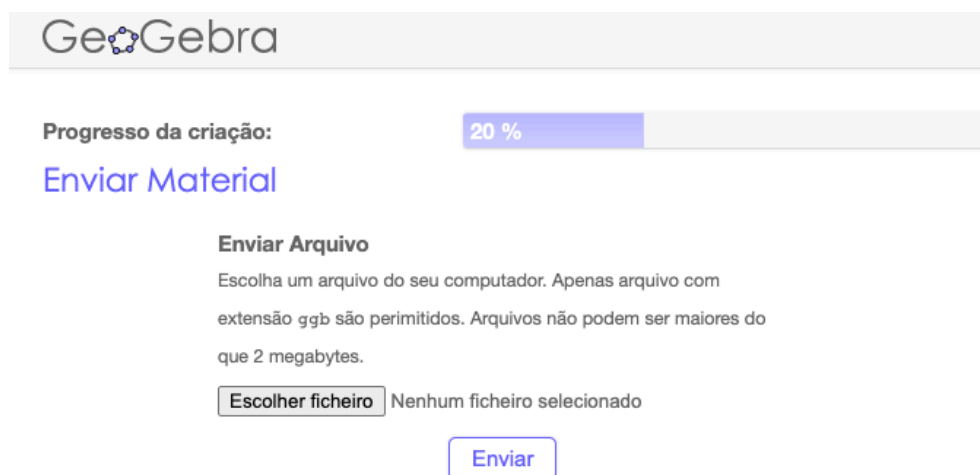 GeoGebra
Progresso da criação:
20 %
Enviar Material
Enviar Arquivo
Escolha um arquivo do seu computador. Apenas arquivo com
extensão ggb são perimitidos. Arquivos não podem ser maiores do
que 2 megabytes.
Escolher ficheiro Nenhum ficheiro selecionado
Enviar